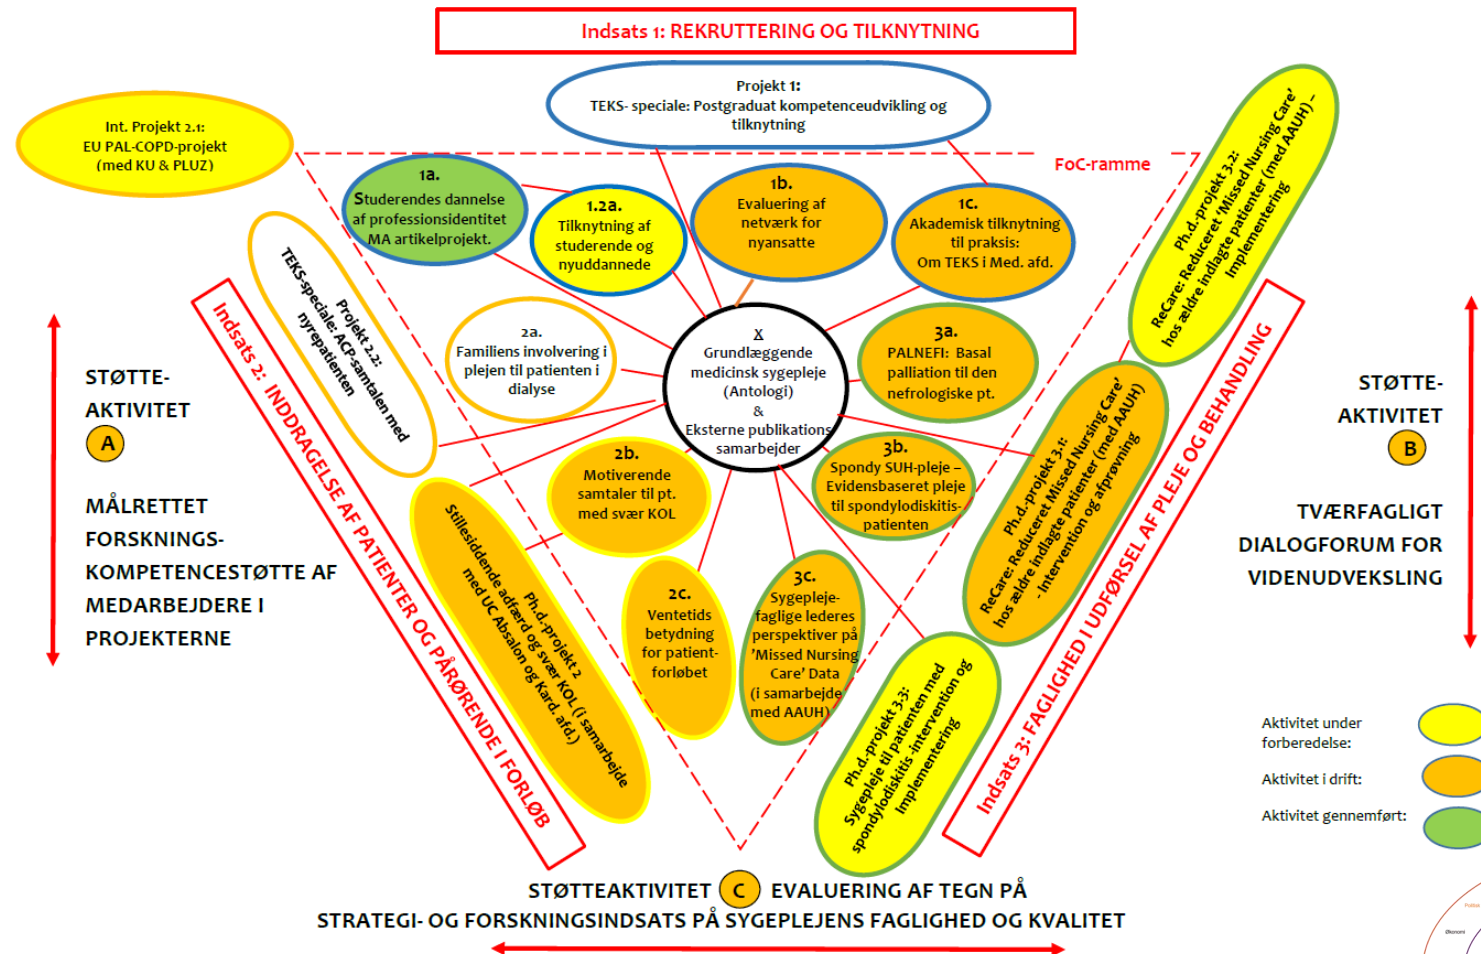 Indsats 1: REKRUTTERING OG TILKNYTNING
Projekt 1:
TEKS- speciale: Postgraduat kompetenceudvikling og
tilknytning
Int. Projekt 2.1:
EU PAL-COPD-projekt
(med KU & PLUZ)
FoC-ramme
1a.
Studerendes dannelse
af professionsidentitet
MA artikelprojekt.
1.2a.
Tilknytning af
studerende og
nyuddannede
1b.
Evaluering af
netværk for
nyansatte
1c.
Akademisk tilknytning
til praksis:
Om TEKS i Med. afd.
Ph.d.-projekt 3-2:
ReCare: Reduceret 'Missed Nursing Care'
hos ældre indlagte patienter (med AAUH) –
Implementering
Projekt 2.2:
TEKS-speciale: ACP-samtalen med
nyrepatienten
2a.
Familiens involvering i
plejen til patienten i
dialyse
X
Grundlæggende
medicinsk sygepleje
(Antologi)
&
Eksterne publikations
samarbejder
3a.
PALNEFI: Basal
palliation til den
nefrologiske pt.
Indsats 2: INDDRAGELSE AF PATIENTER OG PÅRØRENDE I FORLØB
Indsats 3: FAGLIGHED I UDFØRSEL AF PLEJE OG BEHANDLING
STØTTE-
AKTIVITET
A
MÅLRETTET
FORSKNINGS-
KOMPETENCESTØTTE AF
MEDARBEJDERE I
PROJEKTERNE
STØTTE-
AKTIVITET
B
TVÆRFAGLIGT
DIALOGFORUM FOR
VIDENUDVEKSLING
2b.
Motiverende
samtaler til pt.
med svær KOL
3b.
Spondy SUH-pleje –
Evidensbaseret pleje
til spondylodiskitis-
patienten
Ph.d.-projekt 3.1:
ReCare: Reduceret 'Missed Nursing Care'
hos ældre indlagte patienter (med AAUH)
- Intervention og afprøvning
Ph.d.-projekt 2
Stillesiddende adfærd og svær KOL (i samarbejde
med UC Absalon og Kard. afd.)
2c.
Ventetids
betydning
for patient-
forløbet
3c.
Sygepleje-
faglige lederes
perspektiver på
'Missed Nursing
Care' Data
(i samarbejde
med AAUH)
Ph.d.-projekt 3-3:
Sygepleje til patienten med
spondylodiskitis -intervention og
Implementering
Aktivitet under
forberedelse:
Aktivitet i drift:
Aktivitet gennemført:
STØTTEAKTIVITET C EVALUERING AF TEGN PÅ
STRATEGI- OG FORSKNINGSINDSATS PÅ SYGEPLEJENS FAGLIGHED OG KVALITET
Økonomi